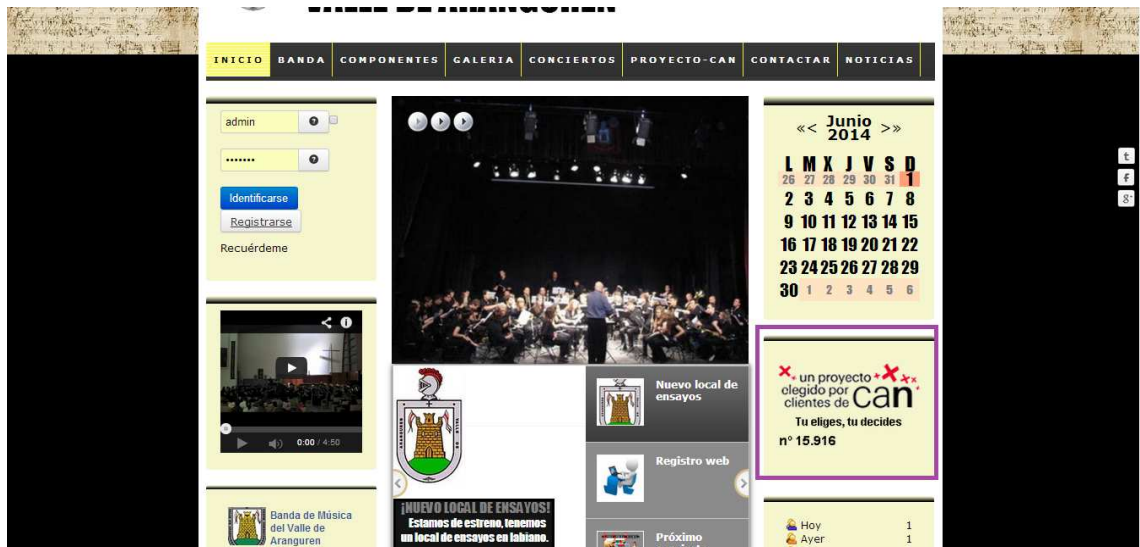 VALLE DE ARANGUREN
INICIO BANDA COMPONENTES GALERIA CONCIERTOS PROYECTO-CAN CONTACTAR NOTICIAS
admin
•••••••
Identificarse
Registrarse
Recuérdeme
0:00 / 4:50
Banda de Música
del Valle de
Aranguren
¡NUEVO LOCAL DE ENSAYOS!
Estamos de estreno, tenemos
un local de ensayos en labiano.
Nuevo local de
ensayos
Registro web
Próximo
«< Junio 2014 >»
L M X J V S D
26 27 28 29 30 31 1
2 3 4 5 6 7 8
9 10 11 12 13 14 15
16 17 18 19 20 21 22
23 24 25 26 27 28 29
30 1 2 3 4 5 6
un proyecto
elegido por
clientes de can
Tu eliges, tu decides
nº 15.916
Hoy 1
Ayer 1
t
f
g+